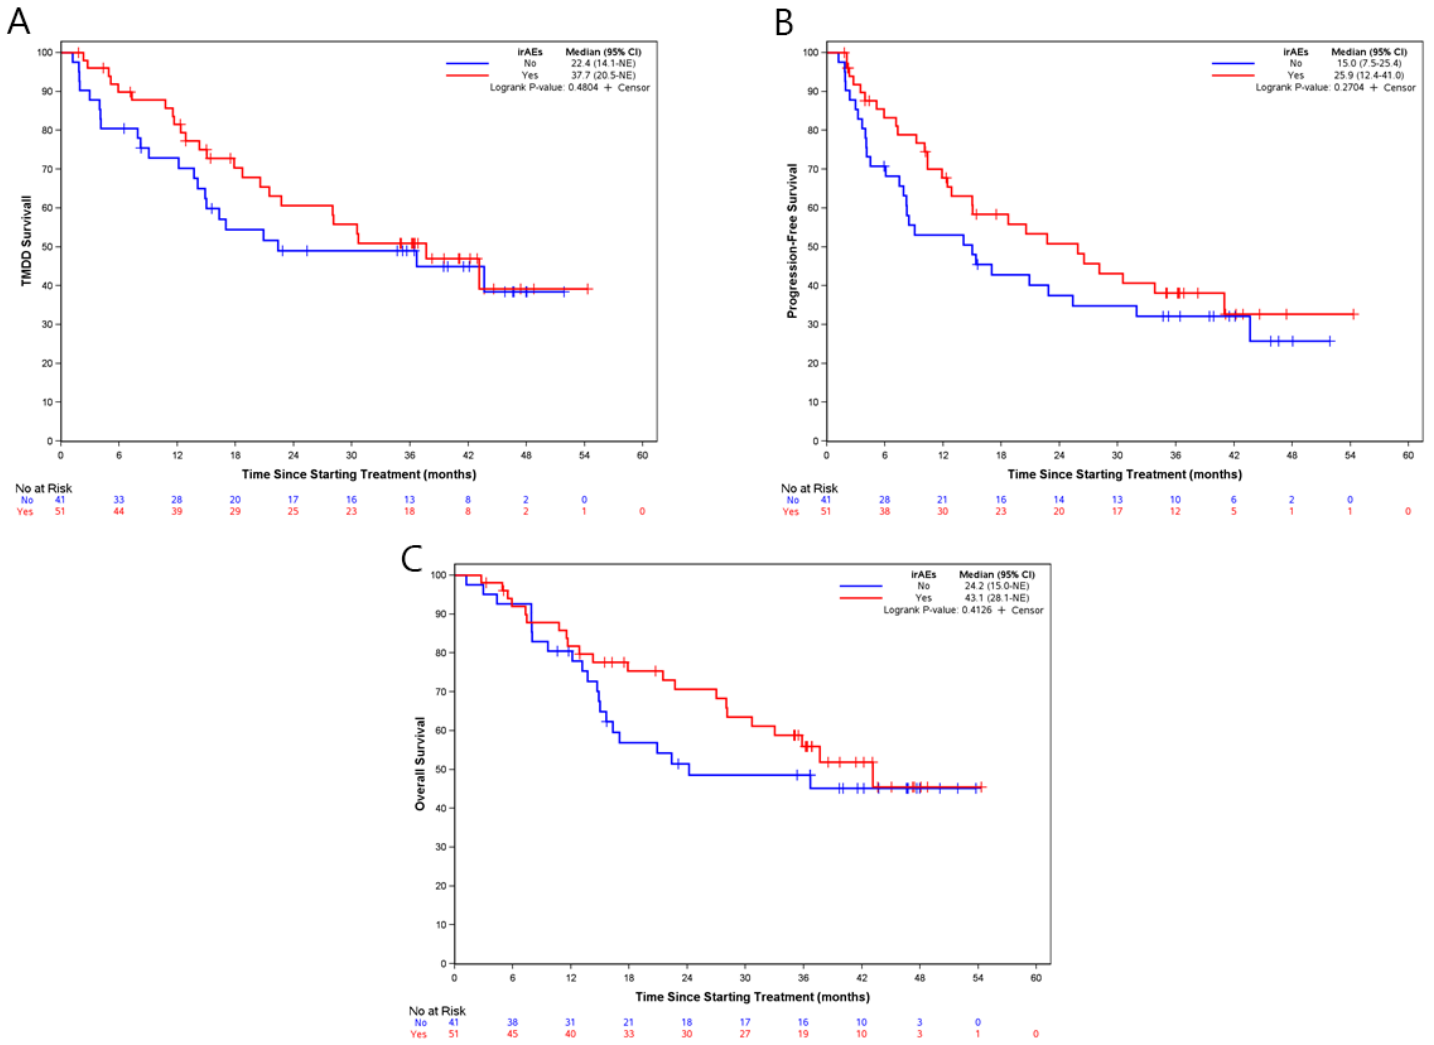 A
irAEs Median (95% CI)
No 22.4 (14.1-NE)
Yes 37.7 (20.5-NE)
Logrank P-value: 0.4804 + Censor
100
90
80
70
60
50
40
30
20
10
0
TMDD Survivall
0 6 12 18 24 30 36 42 48 54 60
Time Since Starting Treatment (months)
No at Risk
No 41 33 28 20 17 16 13 8 2 0
Yes 51 44 39 29 25 23 18 8 2 1 0
B
irAEs Median (95% CI)
No 15.0 (7.5-25.4)
Yes 25.9 (12.4-41.0)
Logrank P-value: 0.2704 + Censor
100
90
80
70
60
50
40
30
20
10
0
Progression-Free Survival
0 6 12 18 24 30 36 42 48 54 60
Time Since Starting Treatment (months)
No at Risk
No 41 28 21 16 14 13 10 6 2 0
Yes 51 38 30 23 20 17 12 5 1 1 0
C
irAEs Median (95% CI)
No 24.2 (15.0-NE)
Yes 43.1 (28.1-NE)
Logrank P-value: 0.4126 + Censor
100
90
80
70
60
50
40
30
20
10
0
Overall Survival
0 6 12 18 24 30 36 42 48 54 60
Time Since Starting Treatment (months)
No at Risk
No 41 38 31 21 18 17 16 10 3 0
Yes 51 45 40 33 30 27 19 10 3 1 0